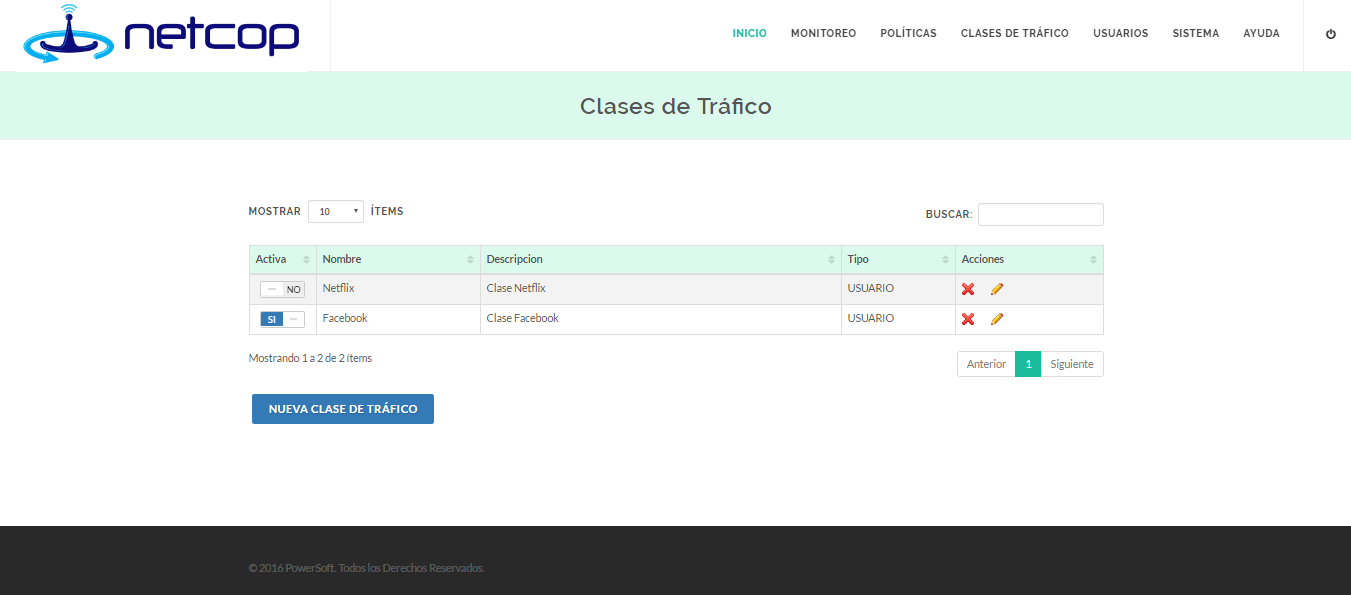 netcop
INICIO MONITOREO POLÍTICAS CLASES DE TRÁFICO USUARIOS SISTEMA AYUDA
Clases de Tráfico
MOSTRAR 10 ÍTEMS BUSCAR:
Activa Nombre Descripcion Tipo Acciones
NO Netflix Clase Netflix USUARIO
SI Facebook Clase Facebook USUARIO
Mostrando 1 a 2 de 2 ítems Anterior 1 Siguiente
NUEVA CLASE DE TRÁFICO
© 2016 PowerSoft. Todos los Derechos Reservados.